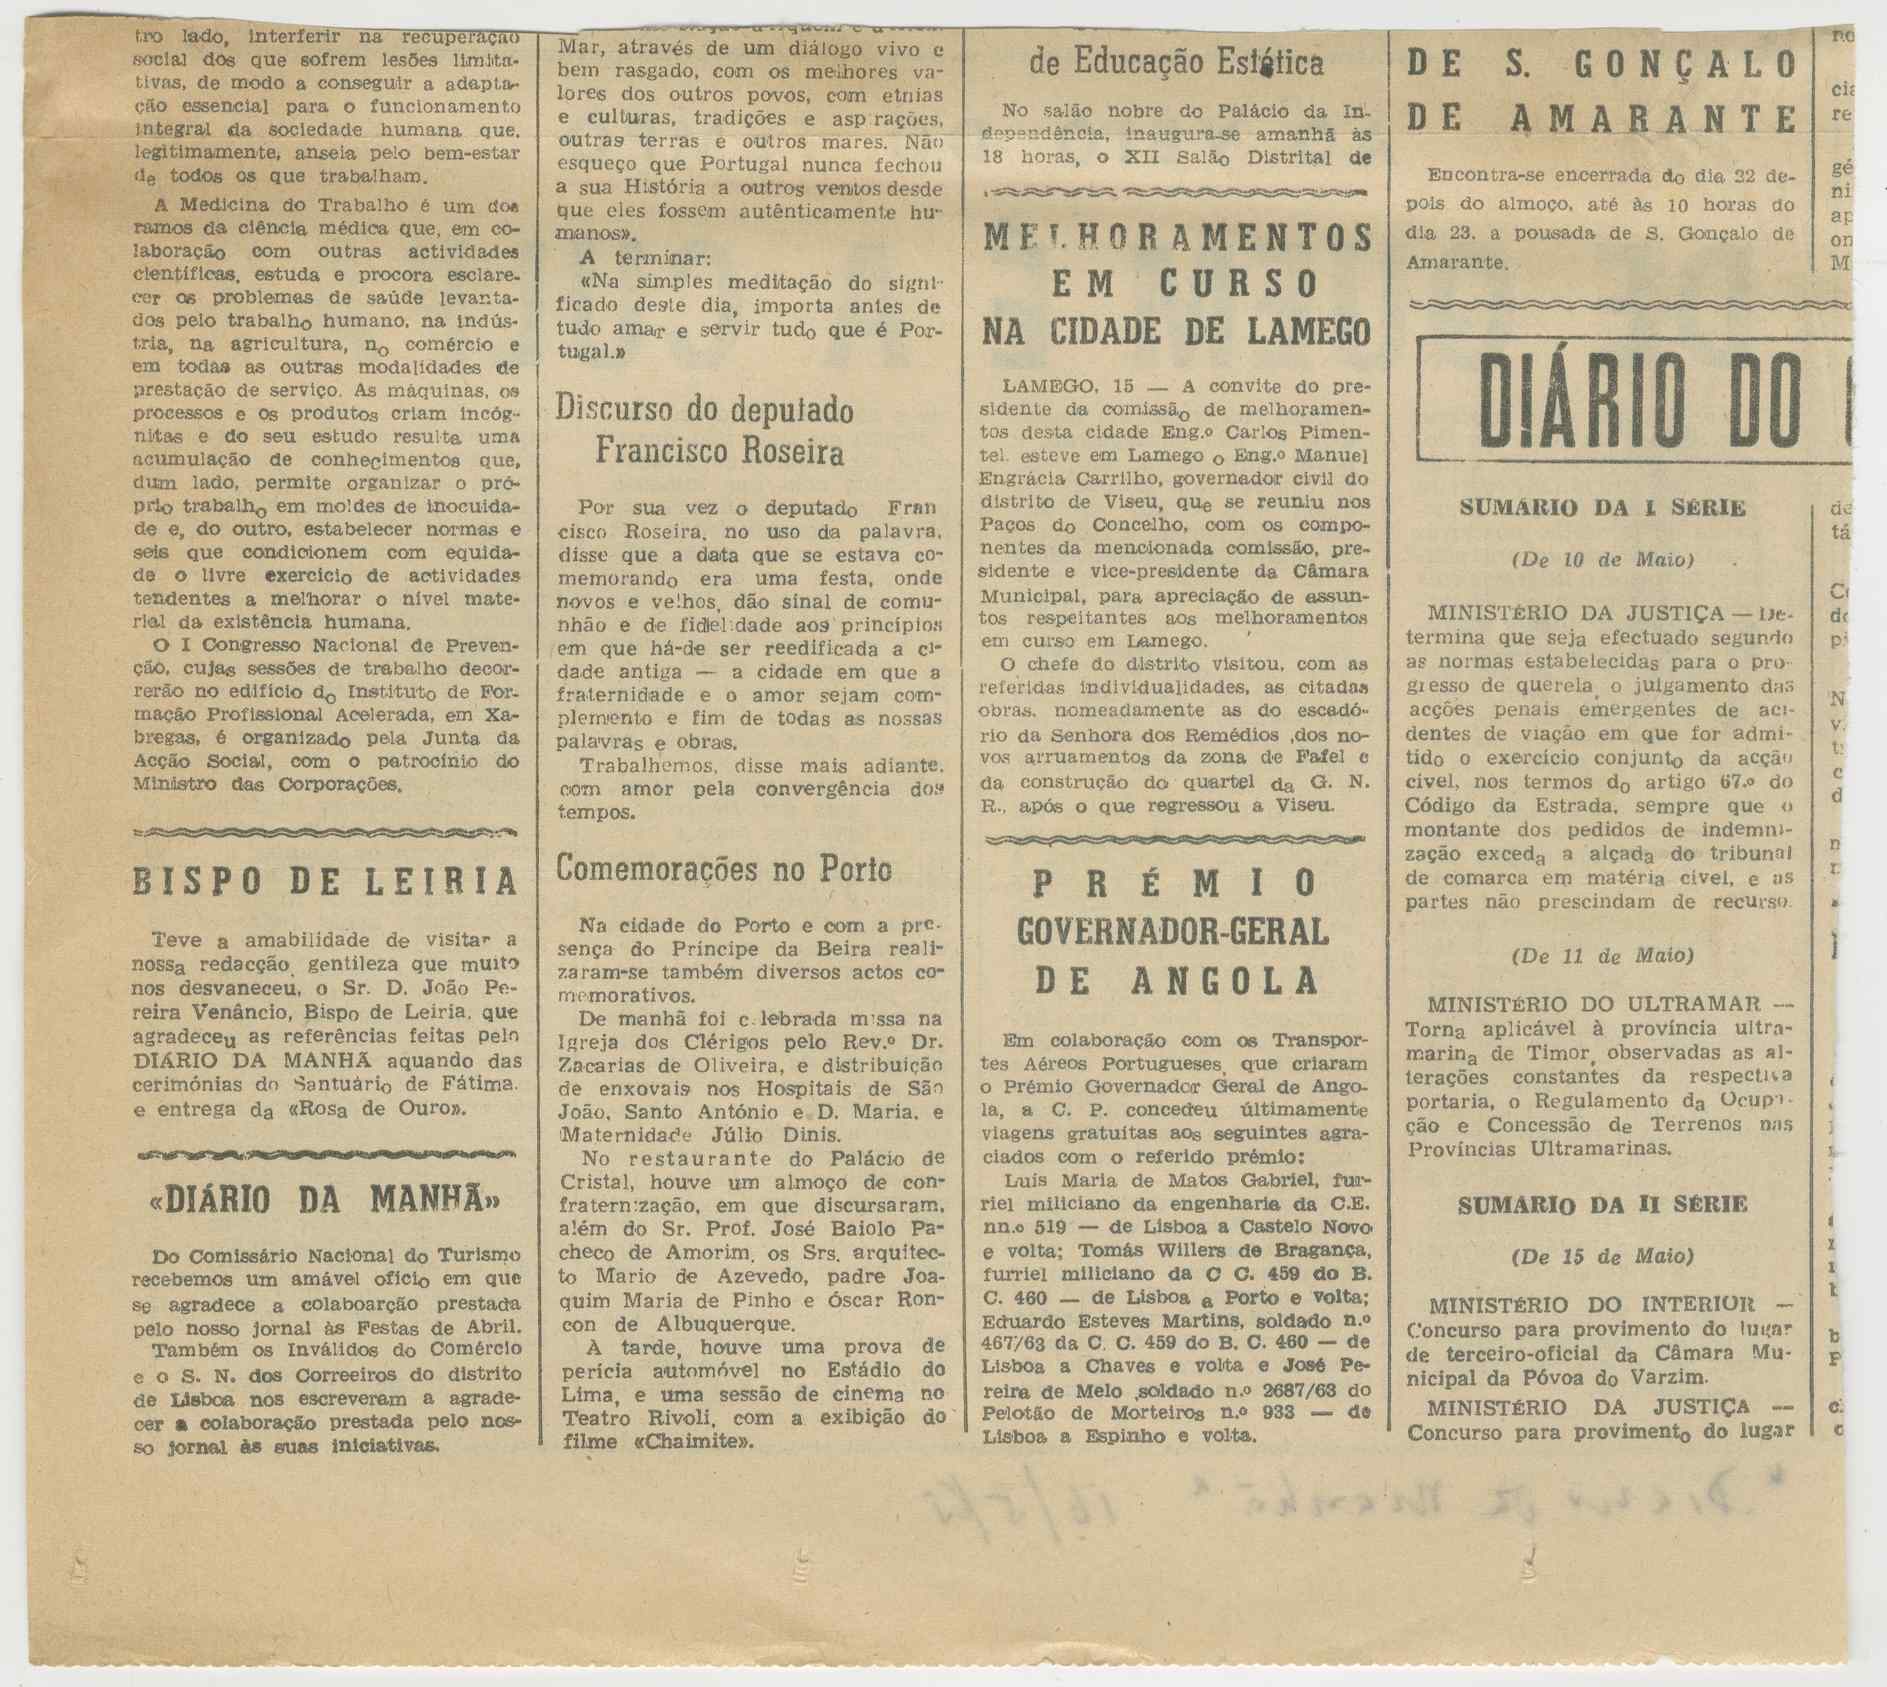 tro lado, interferir na recuperação
social dos que sofrem lesões limita-
tivas, de modo a conseguir a adapta-
ção essencial para o funcionamento
integral da sociedade humana que,
legitimamente, anseia pelo bem-estar
de todos os que trabalham.
A Medicina do Trabalho é um dos
ramos da ciência médica que, em co-
laboração com outras actividades
científicas, estuda e procora esclare-
cer os problemas de saúde levanta-
dos pelo trabalho humano, na indús-
tria, na agricultura, no comércio e
em todas as outras modalidades de
prestação de serviço. As máquinas, os
processos e os produtos criam incóg-
nitas e do seu estudo resulta uma
acumulação de conhecimentos que,
dum lado, permite organizar o pró-
prio trabalho em moldes de inocuida-
de e, do outro, estabelecer normas e
seis que condicionem com equida-
de o livre exercício de actividades
tendentes a melhorar o nível mate-
rial da existência humana.
O I Congresso Nacional de Preven-
ção, cujas sessões de trabalho decor-
rerão no edifício do Instituto de For-
mação Profissional Acelerada, em Xa-
bregas, é organizado pela Junta da
Acção Social, com o patrocínio do
Ministro das Corporações.
BISPO DE LEIRIA
Teve a amabilidade de visitar a
nossa redacção, gentileza que muito
nos desvaneceu, o Sr. D. João Pe-
reira Venâncio, Bispo de Leiria, que
agradeceu as referências feitas pelo
DIÁRIO DA MANHÃ aquando das
cerimónias do Santuário de Fátima,
e entrega da «Rosa de Ouro».
«DIÁRIO DA MANHÃ»
Do Comissário Nacional do Turismo
recebemos um amável ofício em que
se agradece a colaboarção prestada
pelo nosso jornal às Festas de Abril.
Também os Inválidos do Comércio
e o S. N. dos Correeiros do distrito
de Lisboa nos escreveram a agrade-
cer a colaboração prestada pelo nos-
so jornal às suas iniciativas.
Mar, através de um diálogo vivo e
bem rasgado, com os melhores va-
lores dos outros povos, com etnias
e culturas, tradições e aspirações,
outras terras e outros mares. Não
esqueço que Portugal nunca fechou
a sua História a outros ventos desde
que eles fossem autênticamente hu-
manos».
A terminar:
«Na simples meditação do signi-
ficado deste dia, importa antes de
tudo amar e servir tudo que é Por-
tugal.»
Discurso do deputado
Francisco Roseira
Por sua vez o deputado Fran
cisco Roseira, no uso da palavra,
disse que a data que se estava co-
memorando era uma festa, onde
novos e velhos, dão sinal de comu-
nhão e de fidelidade aos princípios
em que há-de ser reedificada a ci-
dade antiga — a cidade em que a
fraternidade e o amor sejam com-
plemento e fim de todas as nossas
palavras e obras.
Trabalhemos, disse mais adiante,
com amor pela convergência dos
tempos.
Comemorações no Porto
Na cidade do Porto e com a pre-
sença do Príncipe da Beira reali-
zaram-se também diversos actos co-
memorativos.
De manhã foi celebrada missa na
Igreja dos Clérigos pelo Rev.º Dr.
Zacarias de Oliveira, e distribuição
de enxovais nos Hospitais de São
João, Santo António e D. Maria, e
Maternidade Júlio Dinis.
No restaurante do Palácio de
Cristal, houve um almoço de con-
fraternização, em que discursaram,
além do Sr. Prof. José Baiolo Pa-
checo de Amorim, os Srs. arquitec-
to Mario de Azevedo, padre Joa-
quim Maria de Pinho e Óscar Ron-
con de Albuquerque.
À tarde, houve uma prova de
perícia automóvel no Estádio do
Lima, e uma sessão de cinema no
Teatro Rivoli, com a exibição do
filme «Chaimite».
de Educação Estética
No salão nobre do Palácio da In-
dependência, inaugura-se amanhã às
18 horas, o XII Salão Distrital de
MELHORAMENTOS
EM CURSO
NA CIDADE DE LAMEGO
LAMEGO, 15 — A convite do pre-
sidente da comissão de melhoramen-
tos desta cidade Eng.º Carlos Pimen-
tel, esteve em Lamego o Eng.º Manuel
Engrácia Carrilho, governador civil do
distrito de Viseu, que se reuniu nos
Paços do Concelho, com os compo-
nentes da mencionada comissão, pre-
sidente e vice-presidente da Câmara
Municipal, para apreciação de assun-
tos respeitantes aos melhoramentos
em curso em Lamego.
O chefe do distrito visitou, com as
referidas individualidades, as citadas
obras, nomeadamente as do escadó-
rio da Senhora dos Remédios ,dos no-
vos arruamentos da zona de Fafel e
da construção do quartel da G. N.
R., após o que regressou a Viseu.
PRÉMIO
GOVERNADOR-GERAL
DE ANGOLA
Em colaboração com os Transpor-
tes Aéreos Portugueses, que criaram
o Prémio Governador Geral de Ango-
la, a C. P. concedeu últimamente
viagens gratuitas aos seguintes agra-
ciados com o referido prémio:
Luís Maria de Matos Gabriel, fur-
riel miliciano da engenharia da C.E.
nn.º 519 — de Lisboa a Castelo Novo
e volta; Tomás Willers de Bragança,
furriel miliciano da C C. 459 do B.
C. 460 — de Lisboa a Porto e volta;
Eduardo Esteves Martins, soldado n.º
467/63 da C. C. 459 do B. C. 460 — de
Lisboa a Chaves e volta e José Pe-
reira de Melo ,soldado n.º 2687/63 do
Pelotão de Morteiros n.º 933 — de
Lisboa a Espinho e volta.
DE S. GONÇALO
DE AMARANTE
Encontra-se encerrada do dia 22 de-
pois do almoço, até às 10 horas do
dia 23, a pousada de S. Gonçalo de
Amarante.
DIÁRIO DO
SUMÁRIO DA I SÉRIE
(De 10 de Maio)
MINISTÉRIO DA JUSTIÇA — De-
termina que seja efectuado segundo
as normas estabelecidas para o pro-
gresso de querela, o julgamento das
acções penais emergentes de aci-
dentes de viação em que for admi-
tido o exercício conjunto da acção
cível, nos termos do artigo 67.º do
Código da Estrada, sempre que o
montante dos pedidos de indemni-
zação exceda a alçada do tribunal
de comarca em matéria cível, e as
partes não prescindam de recurso.
(De 11 de Maio)
MINISTÉRIO DO ULTRAMAR —
Torna aplicável à província ultra-
marina de Timor, observadas as al-
terações constantes da respectiva
portaria, o Regulamento da Ocupa-
ção e Concessão de Terrenos nas
Províncias Ultramarinas.
SUMÁRIO DA II SÉRIE
(De 15 de Maio)
MINISTÉRIO DO INTERIOR —
Concurso para provimento do lugar
de terceiro-oficial da Câmara Mu-
nicipal da Póvoa do Varzim.
MINISTÉRIO DA JUSTIÇA —
Concurso para provimento do lugar